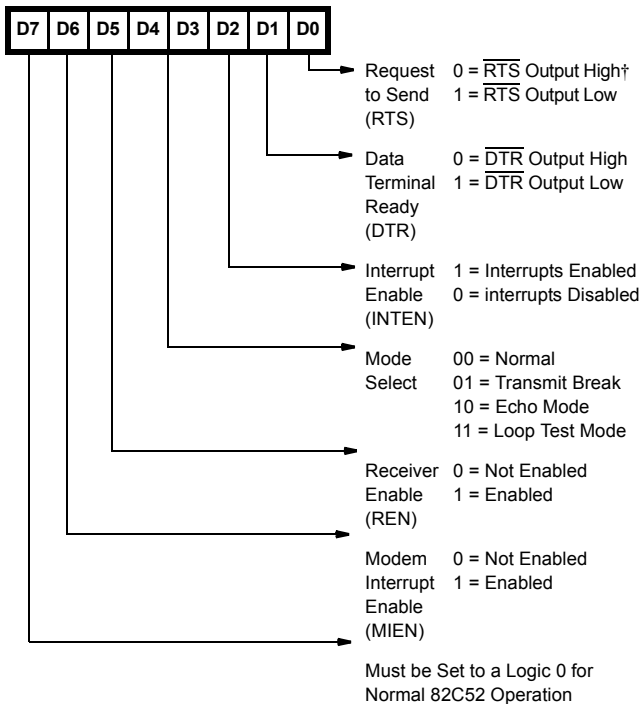 D7 D6 D5 D4 D3 D2 D1 D0
Request 0 = R̅T̅S̅ Output High†
to Send 1 = R̅T̅S̅ Output Low
(RTS)
Data 0 = D̅T̅R̅ Output High
Terminal 1 = D̅T̅R̅ Output Low
Ready
(DTR)
Interrupt 1 = Interrupts Enabled
Enable 0 = interrupts Disabled
(INTEN)
Mode 00 = Normal
Select 01 = Transmit Break
10 = Echo Mode
11 = Loop Test Mode
Receiver 0 = Not Enabled
Enable 1 = Enabled
(REN)
Modem 0 = Not Enabled
Interrupt 1 = Enabled
Enable
(MIEN)
Must be Set to a Logic 0 for
Normal 82C52 Operation